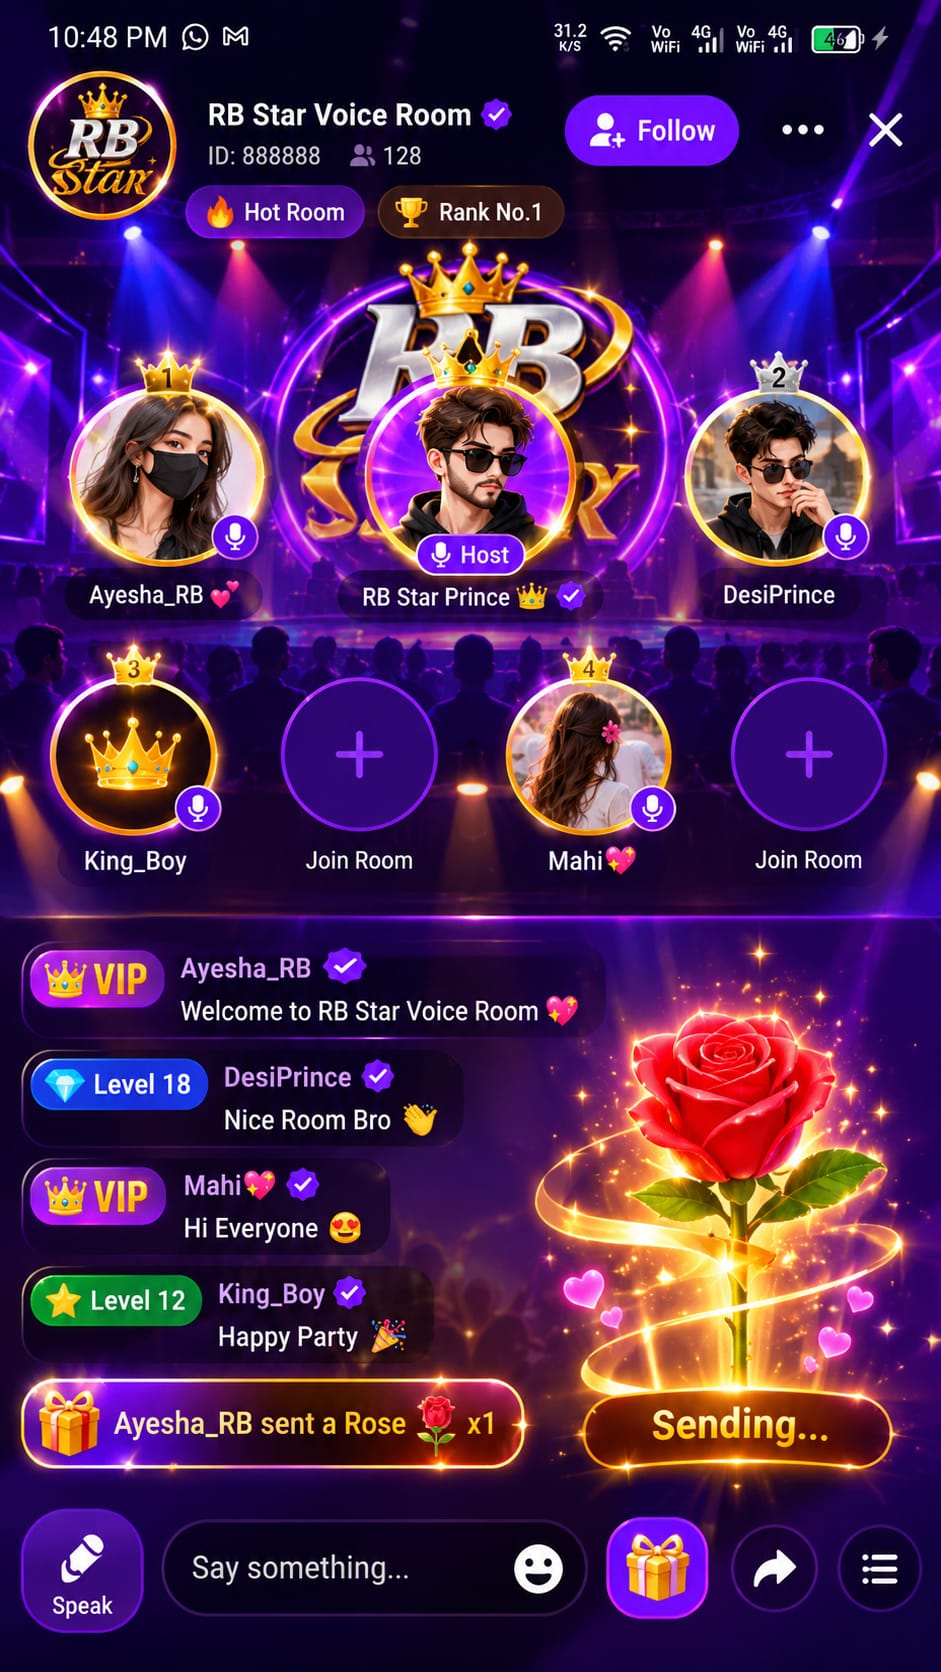 10:48 PM
31.2 K/S
Vo WiFi 4G Vo WiFi 4G
46
RB Star
RB Star Voice Room
ID: 888888 128
Follow
Hot Room
Rank No.1
RB
STAR
1
2
Host
Ayesha_RB 💕
RB Star Prince 👑
DesiPrince
3
4
King_Boy
Join Room
Mahi💖
Join Room
VIP Ayesha_RB
Welcome to RB Star Voice Room 💖
Level 18 DesiPrince
Nice Room Bro 👋
VIP Mahi💖
Hi Everyone 😍
Level 12 King_Boy
Happy Party 🎉
Ayesha_RB sent a Rose 🌹 x1
Sending...
Speak
Say something...